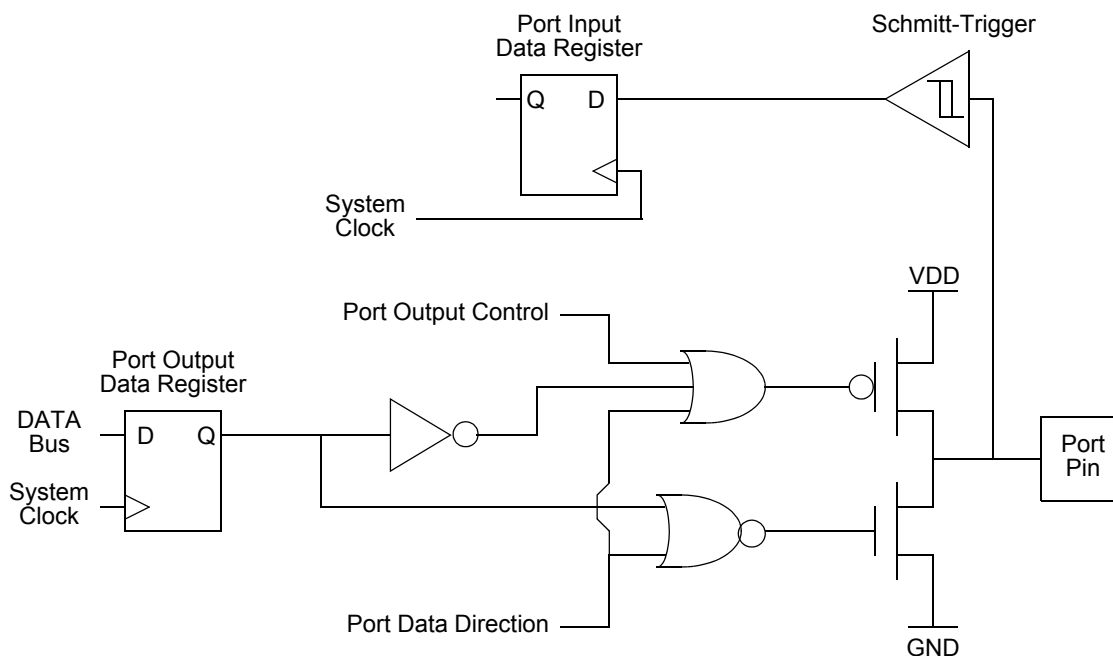 Port Input
Data Register
Schmitt-Trigger
Q D
System
Clock
VDD
Port Output Control
Port Output
Data Register
DATA
Bus
D Q
Port
Pin
System
Clock
Port Data Direction
GND